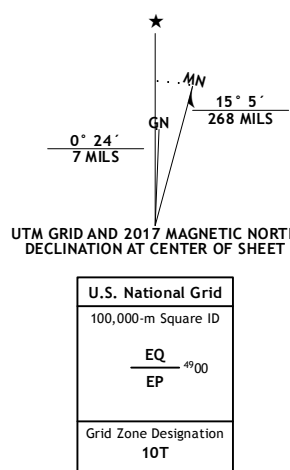 ★
MN
GN
15° 5´
268 MILS
0° 24´
7 MILS
UTM GRID AND 2017 MAGNETIC NORTH
DECLINATION AT CENTER OF SHEET
U.S. National Grid
100,000-m Square ID
EQ
4900
EP
Grid Zone Designation
10T